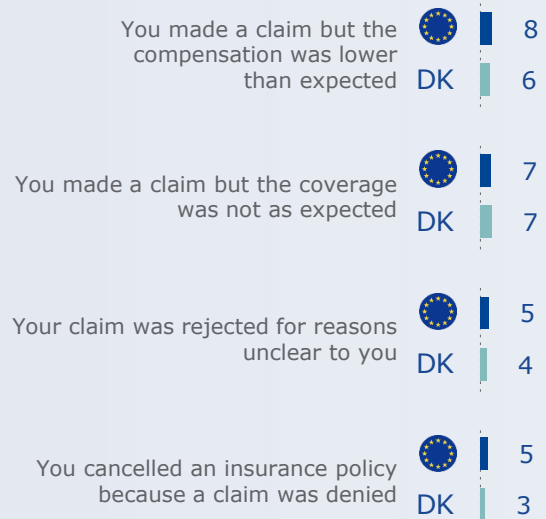 You made a claim but the
compensation was lower
than expected
8
DK 6
You made a claim but the coverage
was not as expected
7
DK 7
Your claim was rejected for reasons
unclear to you
5
DK 4
You cancelled an insurance policy
because a claim was denied
5
DK 3